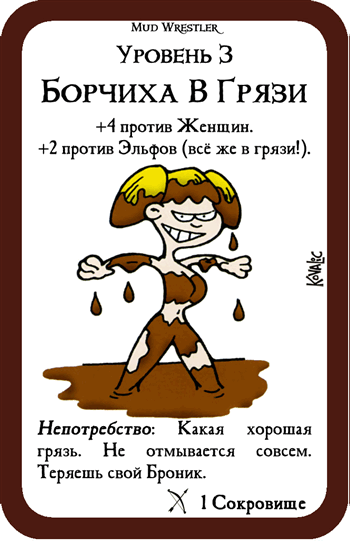 Mud Wrestler
Уровень 3
Борчиха В Грязи
+4 против Женщин.
+2 против Эльфов (всё же в грязи!).
Kovalic
Непотребство: Какая хорошая
грязь. Не отмывается совсем.
Теряешь свой Броник.
1 Сокровище